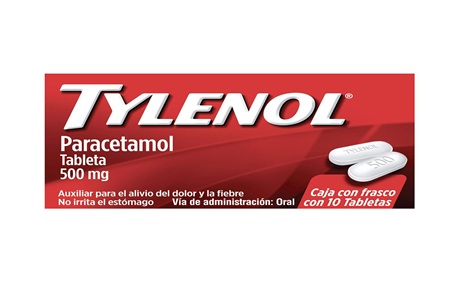 TYLENOL®
Paracetamol
Tableta
500 mg
Auxiliar para el alivio del dolor y la fiebre
No irrita el estómago Vía de administración: Oral
TYLENOL
500
Caja con frasco
con 10 Tabletas